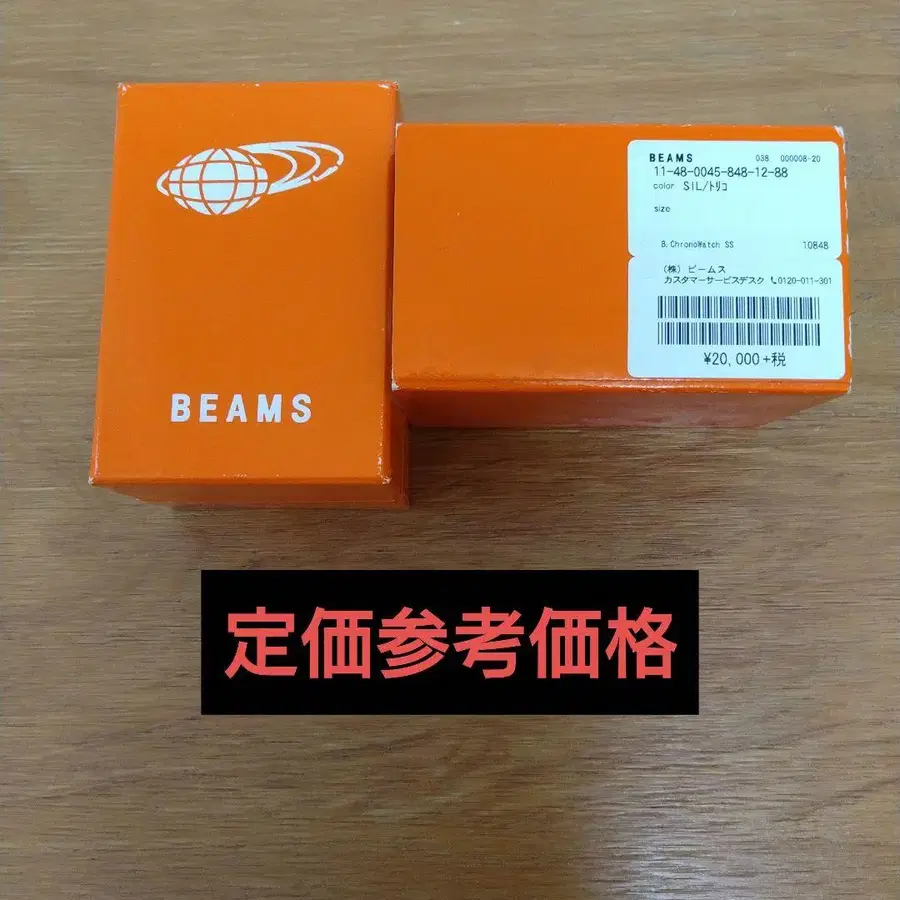 BEAMS
BEAMS 038 000008-20
11-48-0045-848-12-88
color SIL/トリコ
size
B.ChronoWatch SS 10848
(株) ビームス
カスタマーサービスデスク 0120-011-301
¥20,000+税
定価参考価格